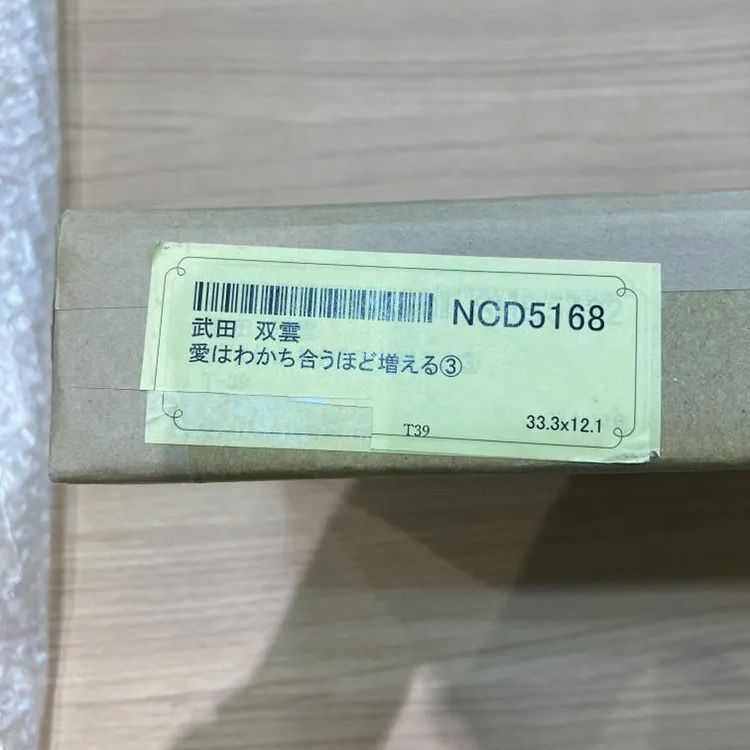 NCD5168
武田 双雲
愛はわかち合うほど増える③
T39
33.3x12.1